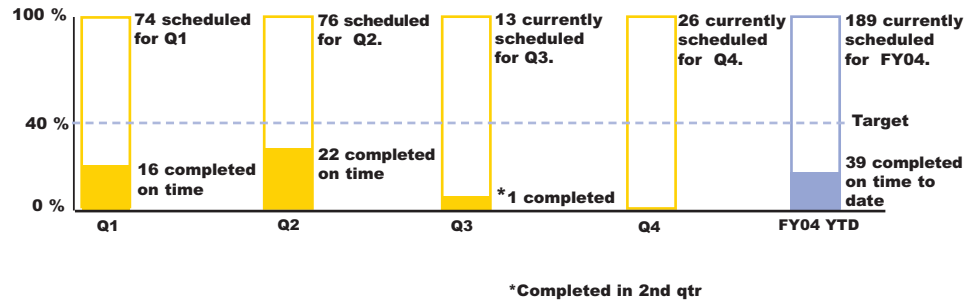 100 %
74 scheduled
for Q1
76 scheduled
for Q2.
13 currently
scheduled
for Q3.
26 currently
scheduled
for Q4.
189 currently
scheduled
for FY04.
40 %
Target
16 completed
on time
22 completed
on time
*1 completed
39 completed
on time to
date
0 %
Q1
Q2
Q3
Q4
FY04 YTD
*Completed in 2nd qtr